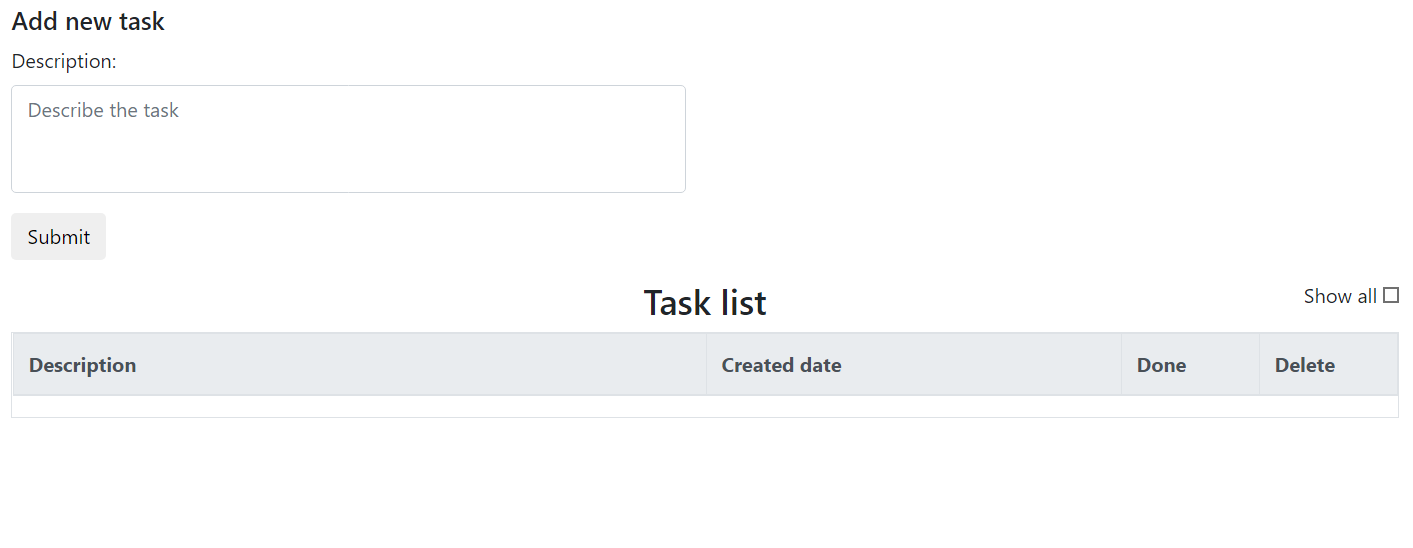 Add new task
Description:
Describe the task
Submit
Task list
Show all
Description Created date Done Delete